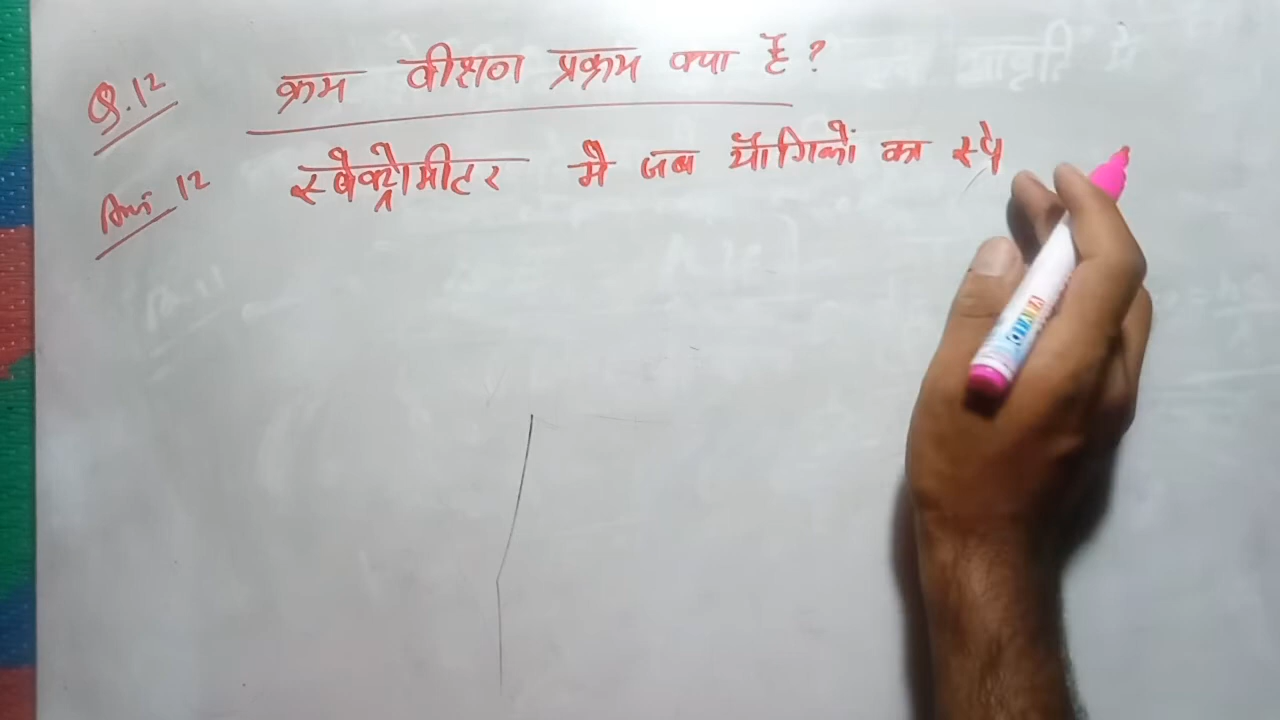 Q.12 क्रम वीक्षण प्रक्रम क्या है ?
Ans 12 स्पेक्ट्रोमीटर मे जब यौगिकों का स्पे